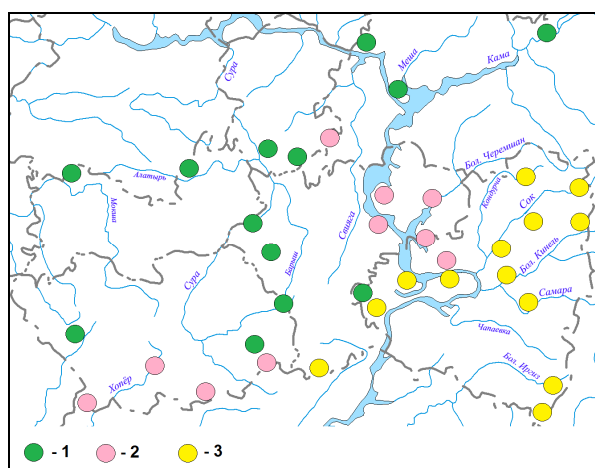 Сура
Меша
Кама
Алатырь
Мокша
Свияга
Бол. Черемшан
Кондурча
Сок
Бол. Кинель
Самара
Сура
Барыш
Чапаевка
Бол. Иргиз
Хопёр
- 1
- 2
- 3